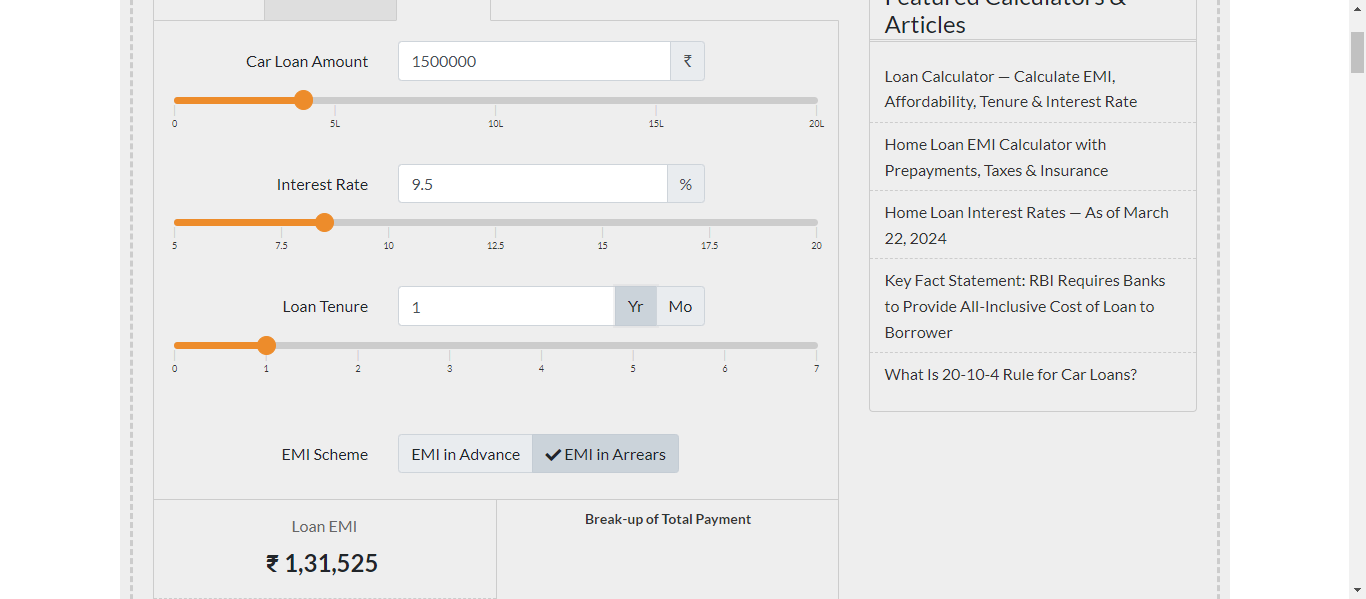 Car Loan Amount
1500000
₹
0 5L 10L 15L 20L
Interest Rate
9.5
%
5 7.5 10 12.5 15 17.5 20
Loan Tenure
1
Yr
Mo
0 1 2 3 4 5 6 7
EMI Scheme
EMI in Advance
EMI in Arrears
Loan EMI
₹ 1,31,525
Break-up of Total Payment
Featured Calculators &
Articles
Loan Calculator — Calculate EMI,
Affordability, Tenure & Interest Rate
Home Loan EMI Calculator with
Prepayments, Taxes & Insurance
Home Loan Interest Rates — As of March
22, 2024
Key Fact Statement: RBI Requires Banks
to Provide All-Inclusive Cost of Loan to
Borrower
What Is 20-10-4 Rule for Car Loans?